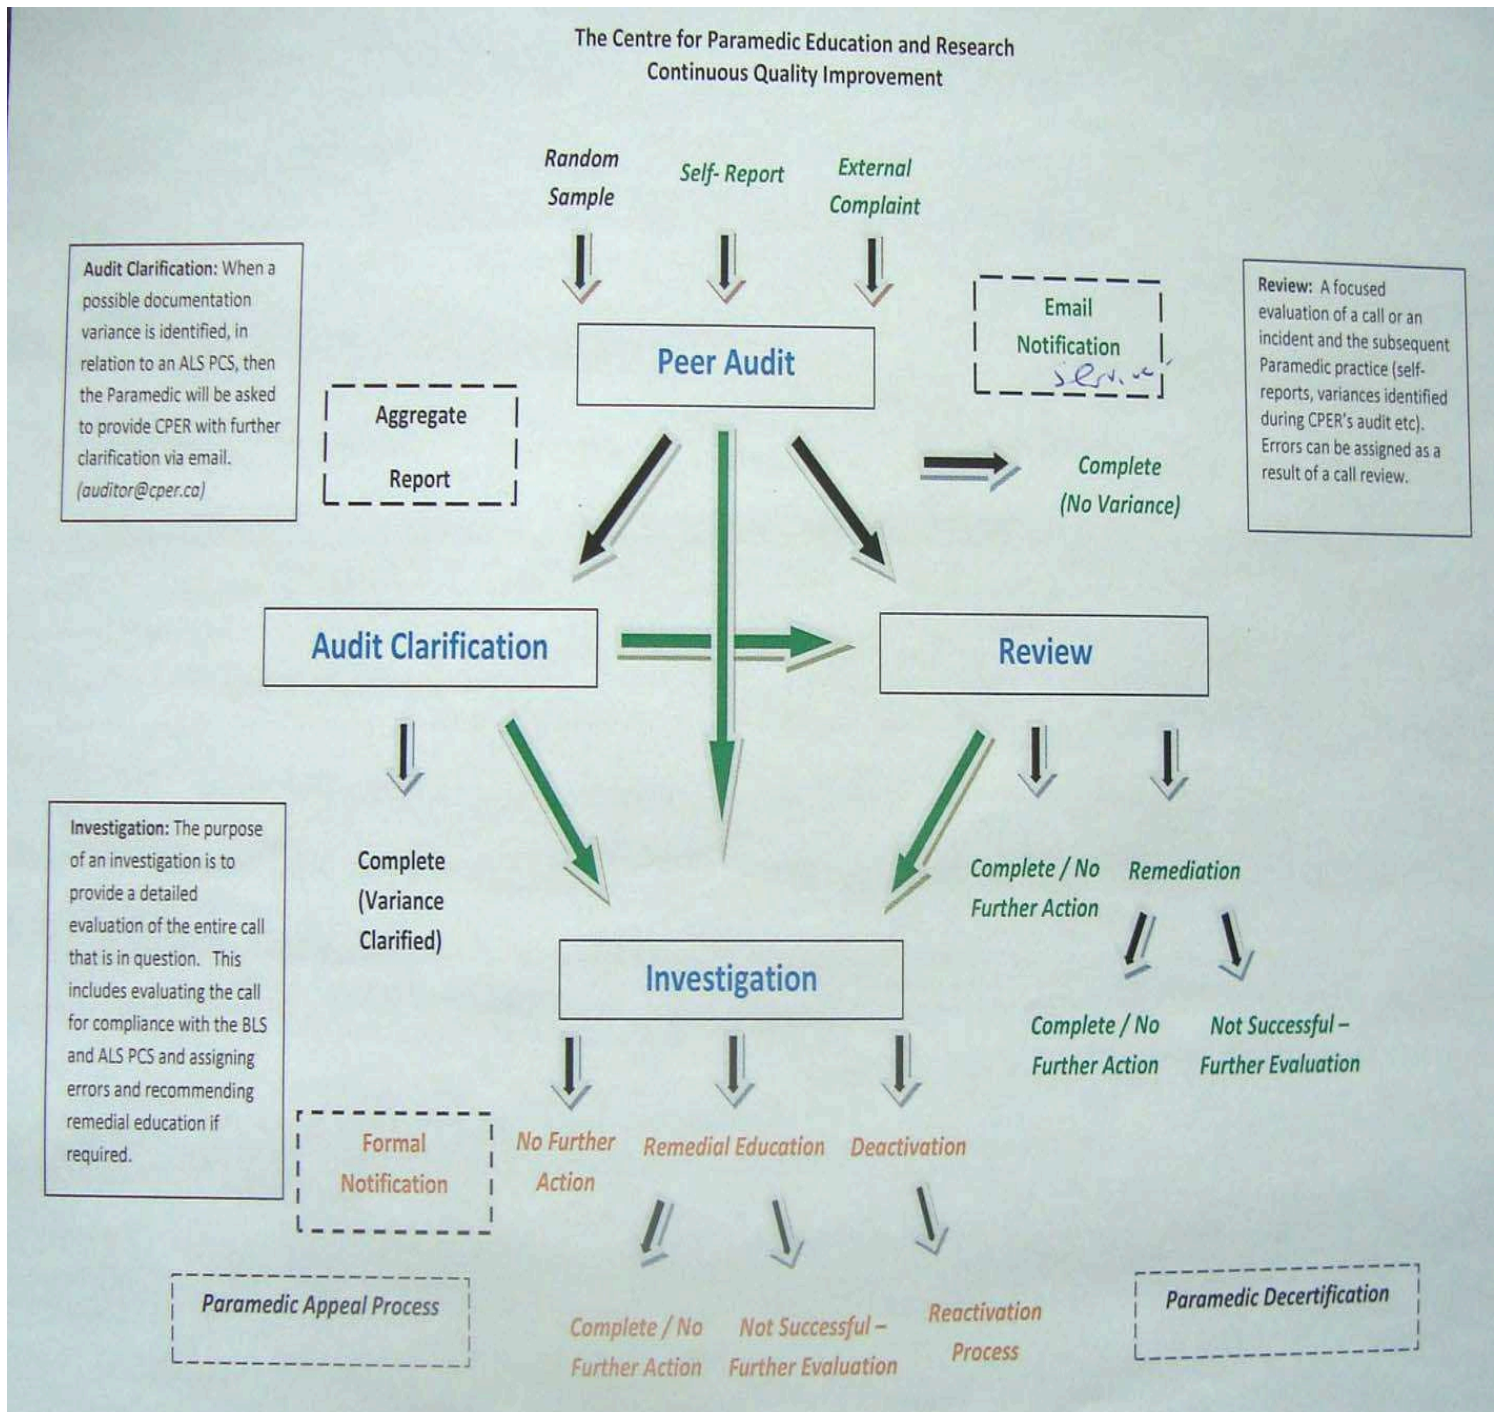 The Centre for Paramedic Education and Research
Continuous Quality Improvement
Random
Sample
Self- Report
External
Complaint
Audit Clarification: When a
possible documentation
variance is identified, in
relation to an ALS PCS, then
the Paramedic will be asked
to provide CPER with further
clarification via email.
(auditor@cper.ca)
Aggregate
Report
Peer Audit
Email
Notification
Review: A focused
evaluation of a call or an
incident and the subsequent
Paramedic practice (self-
reports, variances identified
during CPER's audit etc).
Errors can be assigned as a
result of a call review.
Complete
(No Variance)
Audit Clarification
Review
Investigation: The purpose
of an investigation is to
provide a detailed
evaluation of the entire call
that is in question. This
includes evaluating the call
for compliance with the BLS
and ALS PCS and assigning
errors and recommending
remedial education if
required.
Complete
(Variance
Clarified)
Complete / No
Further Action
Remediation
Investigation
Complete / No
Further Action
Not Successful –
Further Evaluation
Formal
Notification
No Further
Action
Remedial Education
Deactivation
Paramedic Appeal Process
Complete / No
Further Action
Not Successful –
Further Evaluation
Reactivation
Process
Paramedic Decertification